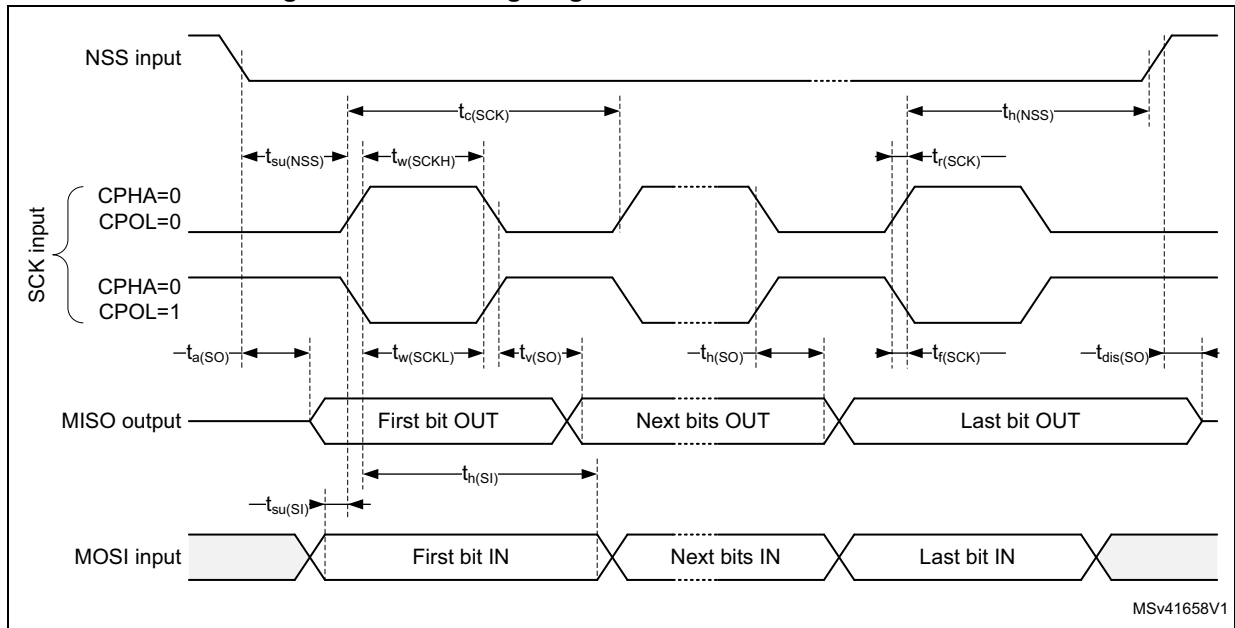 NSS input
tc(SCK)
th(NSS)
tsu(NSS)
tw(SCKH)
tr(SCK)
SCK input
CPHA=0
CPOL=0
CPHA=0
CPOL=1
ta(SO)
tw(SCKL)
tv(SO)
th(SO)
tf(SCK)
tdis(SO)
MISO output
First bit OUT
Next bits OUT
Last bit OUT
th(SI)
tsu(SI)
MOSI input
First bit IN
Next bits IN
Last bit IN
MSv41658V1